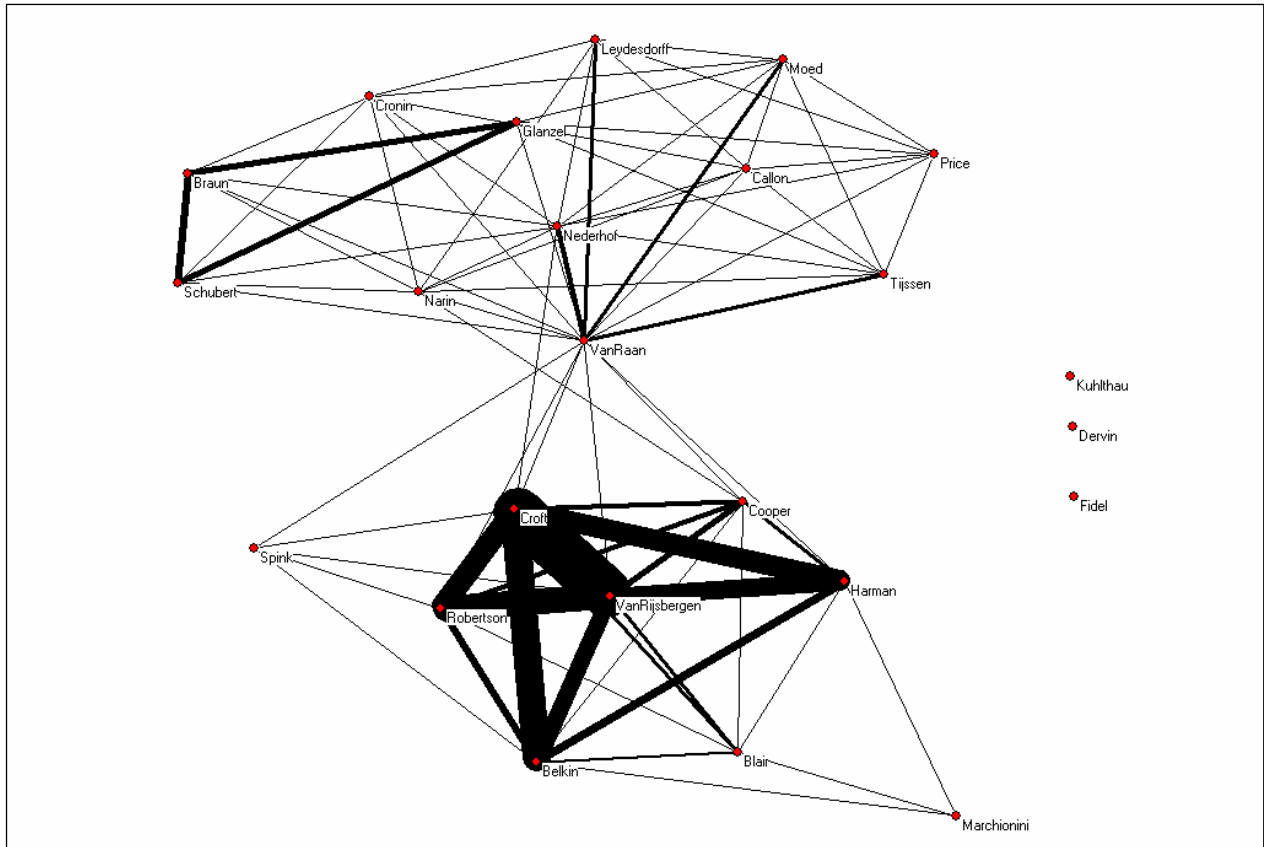 Leydesdorff
Moed
Cronin
Glanzel
Price
Callon
Braun
Nederhof
Tijssen
Schubert
Narin
VanRaan
Kuhlthau
Dervin
Fidel
Croft
Cooper
Spink
Harman
VanRijsbergen
Robertson
Blair
Belkin
Marchionini